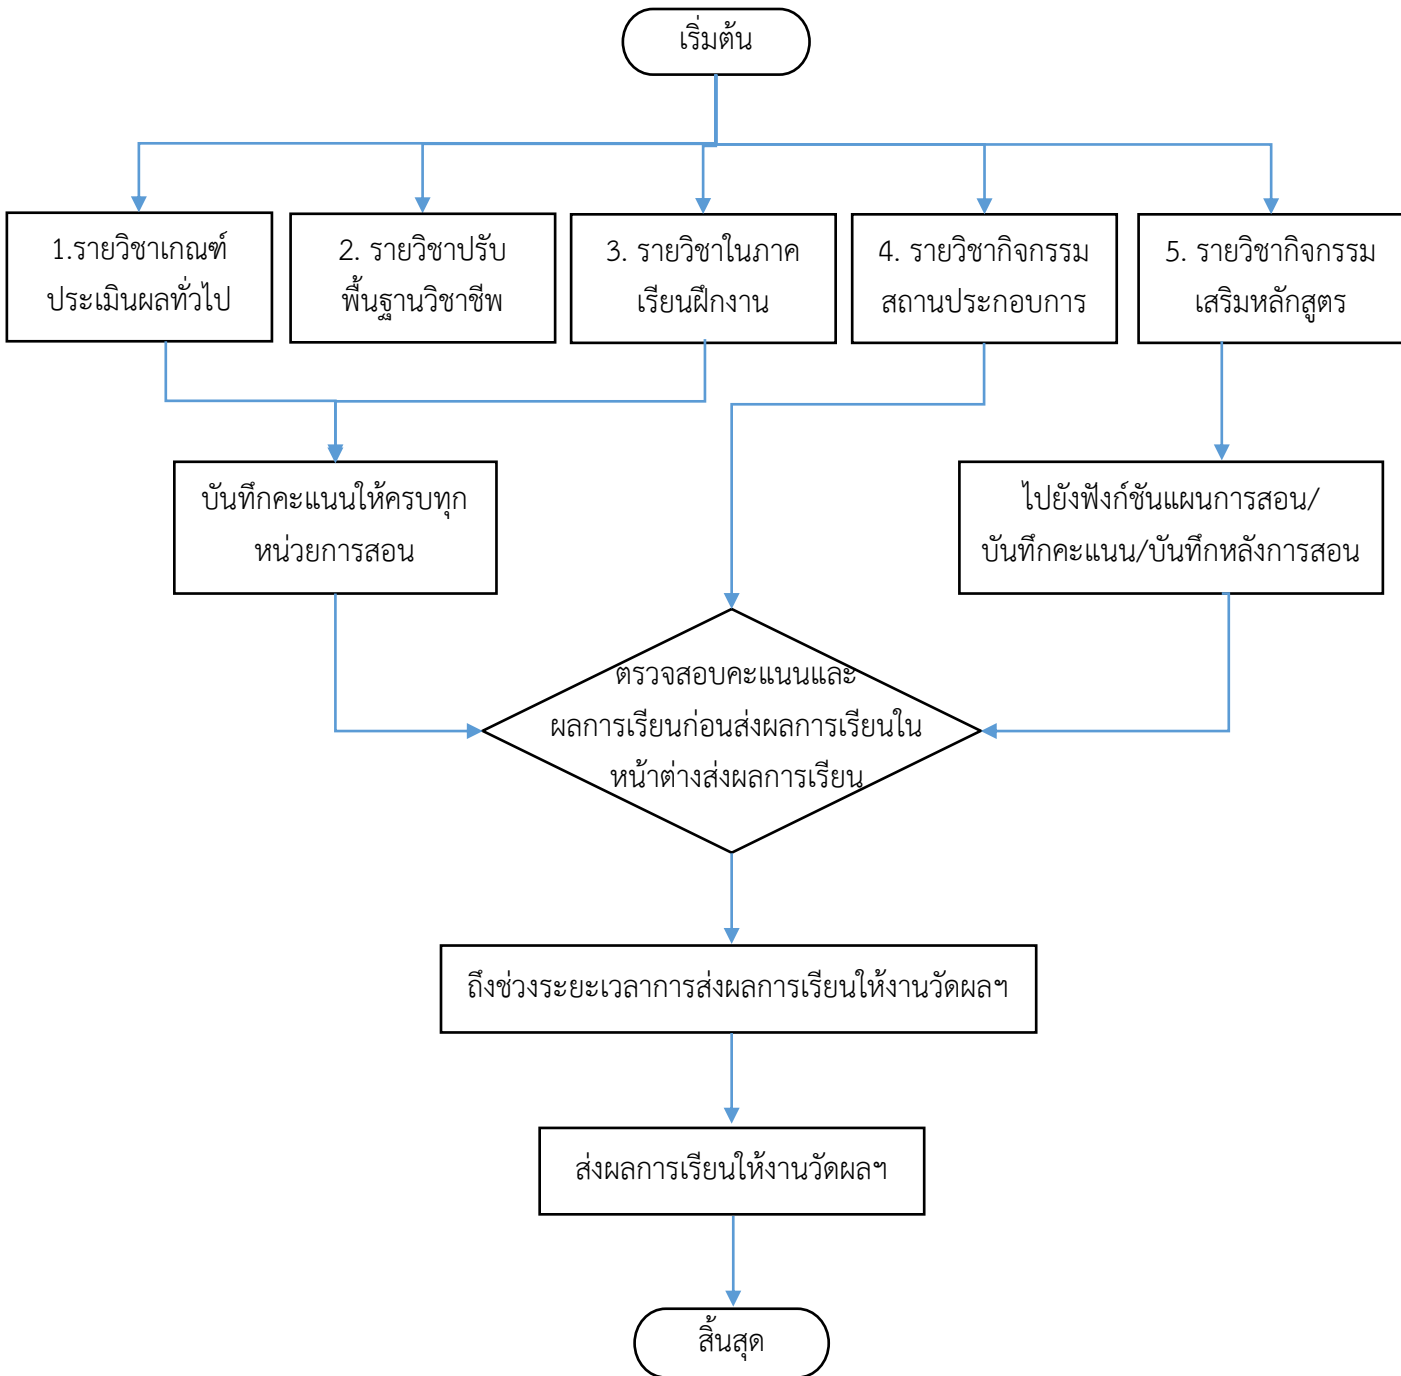 เริ่มต้น
1.รายวิชาเกณฑ์
ประเมินผลทั่วไป
2. รายวิชาปรับ
พื้นฐานวิชาชีพ
3. รายวิชาในภาค
เรียนฝึกงาน
4. รายวิชากิจกรรม
สถานประกอบการ
5. รายวิชากิจกรรม
เสริมหลักสูตร
บันทึกคะแนนให้ครบทุก
หน่วยการสอน
ไปยังฟังก์ชันแผนการสอน/
บันทึกคะแนน/บันทึกหลังการสอน
ตรวจสอบคะแนนและ
ผลการเรียนก่อนส่งผลการเรียนใน
หน้าต่างส่งผลการเรียน
ถึงช่วงระยะเวลาการส่งผลการเรียนให้งานวัดผลฯ
ส่งผลการเรียนให้งานวัดผลฯ
สิ้นสุด